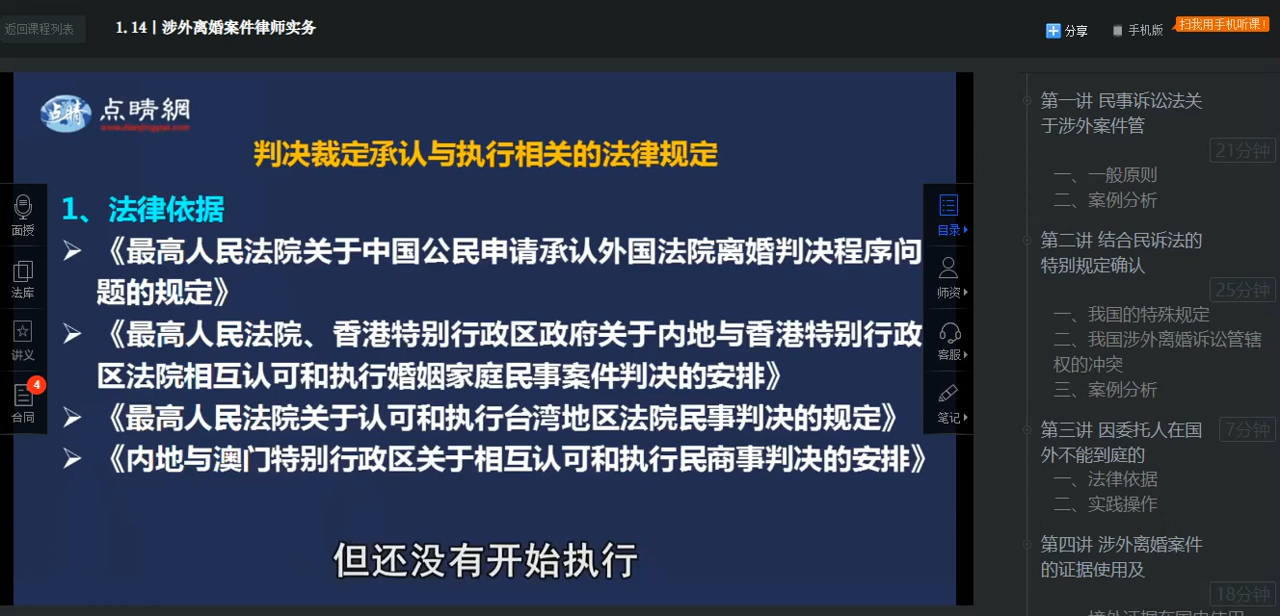 返回课程列表
1. 14丨涉外离婚案件律师实务
分享
手机版
扫我用手机听课!
点睛網
判决裁定承认与执行相关的法律规定
1、法律依据
《最高人民法院关于中国公民申请承认外国法院离婚判决程序问
题的规定》
《最高人民法院、香港特别行政区政府关于内地与香港特别行政
区法院相互认可和执行婚姻家庭民事案件判决的安排》
《最高人民法院关于认可和执行台湾地区法院民事判决的规定》
《内地与澳门特别行政区关于相互认可和执行民商事判决的安排》
但还没有开始执行
面授
法库
讲义
4
合同
目录
师资
客服
笔记
第一讲 民事诉讼法关
于涉外案件管
21分钟
一、一般原则
二、案例分析
第二讲 结合民诉法的
特别规定确认
25分钟
一、我国的特殊规定
二、我国涉外离婚诉讼管辖
权的冲突
三、案例分析
第三讲 因委托人在国
7分钟
外不能到庭的
一、法律依据
二、实践操作
第四讲 涉外离婚案件
的证据使用及
18分钟